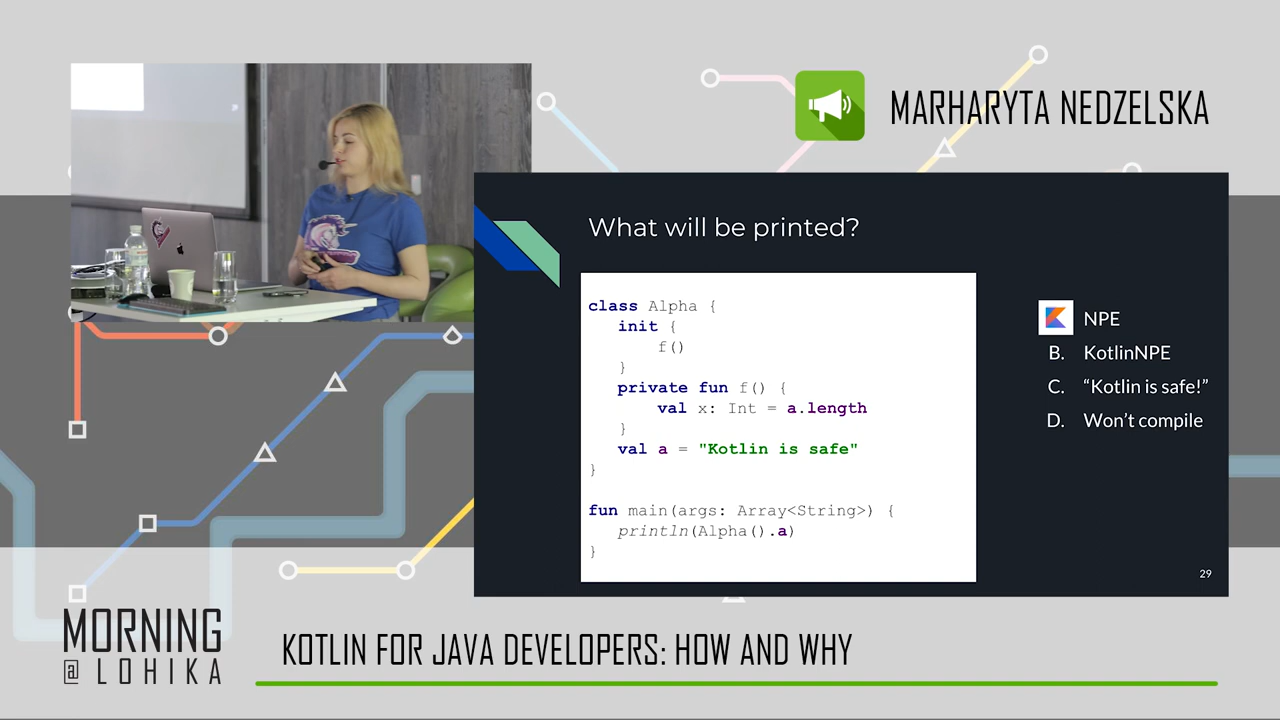 MARHARYTA NEDZELSKA
What will be printed?
class Alpha {
init {
f()
}
private fun f() {
val x: Int = a.length
}
val a = "Kotlin is safe"
}
fun main(args: Array<String>) {
println(Alpha().a)
}
NPE
B. KotlinNPE
C. “Kotlin is safe!”
D. Won’t compile
29
MORNING
@ LOHIKA
KOTLIN FOR JAVA DEVELOPERS: HOW AND WHY